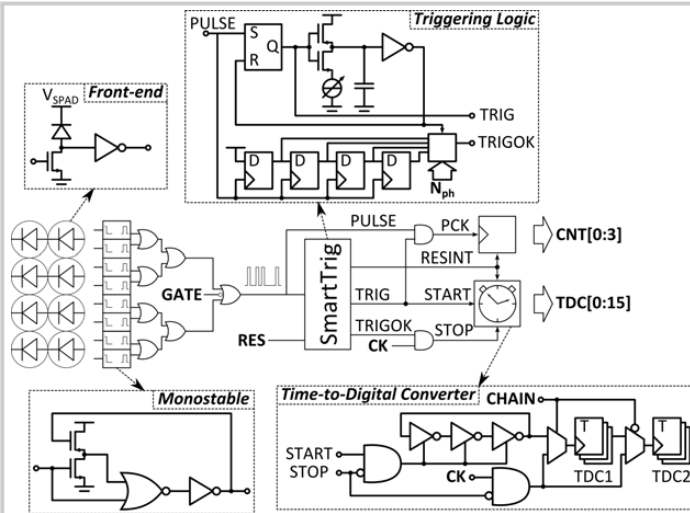 Triggering Logic
PULSE
S
Q
R
TRIG
TRIGOK
D D D D
N_ph
Front-end
V_SPAD
PULSE
PCK
CNT[0:3]
RESINT
SmartTrig
GATE
TRIG
START
TDC[0:15]
RES
TRIGOK
STOP
CK
Monostable
Time-to-Digital Converter
CHAIN
START
STOP
CK
T T
TDC1 TDC2